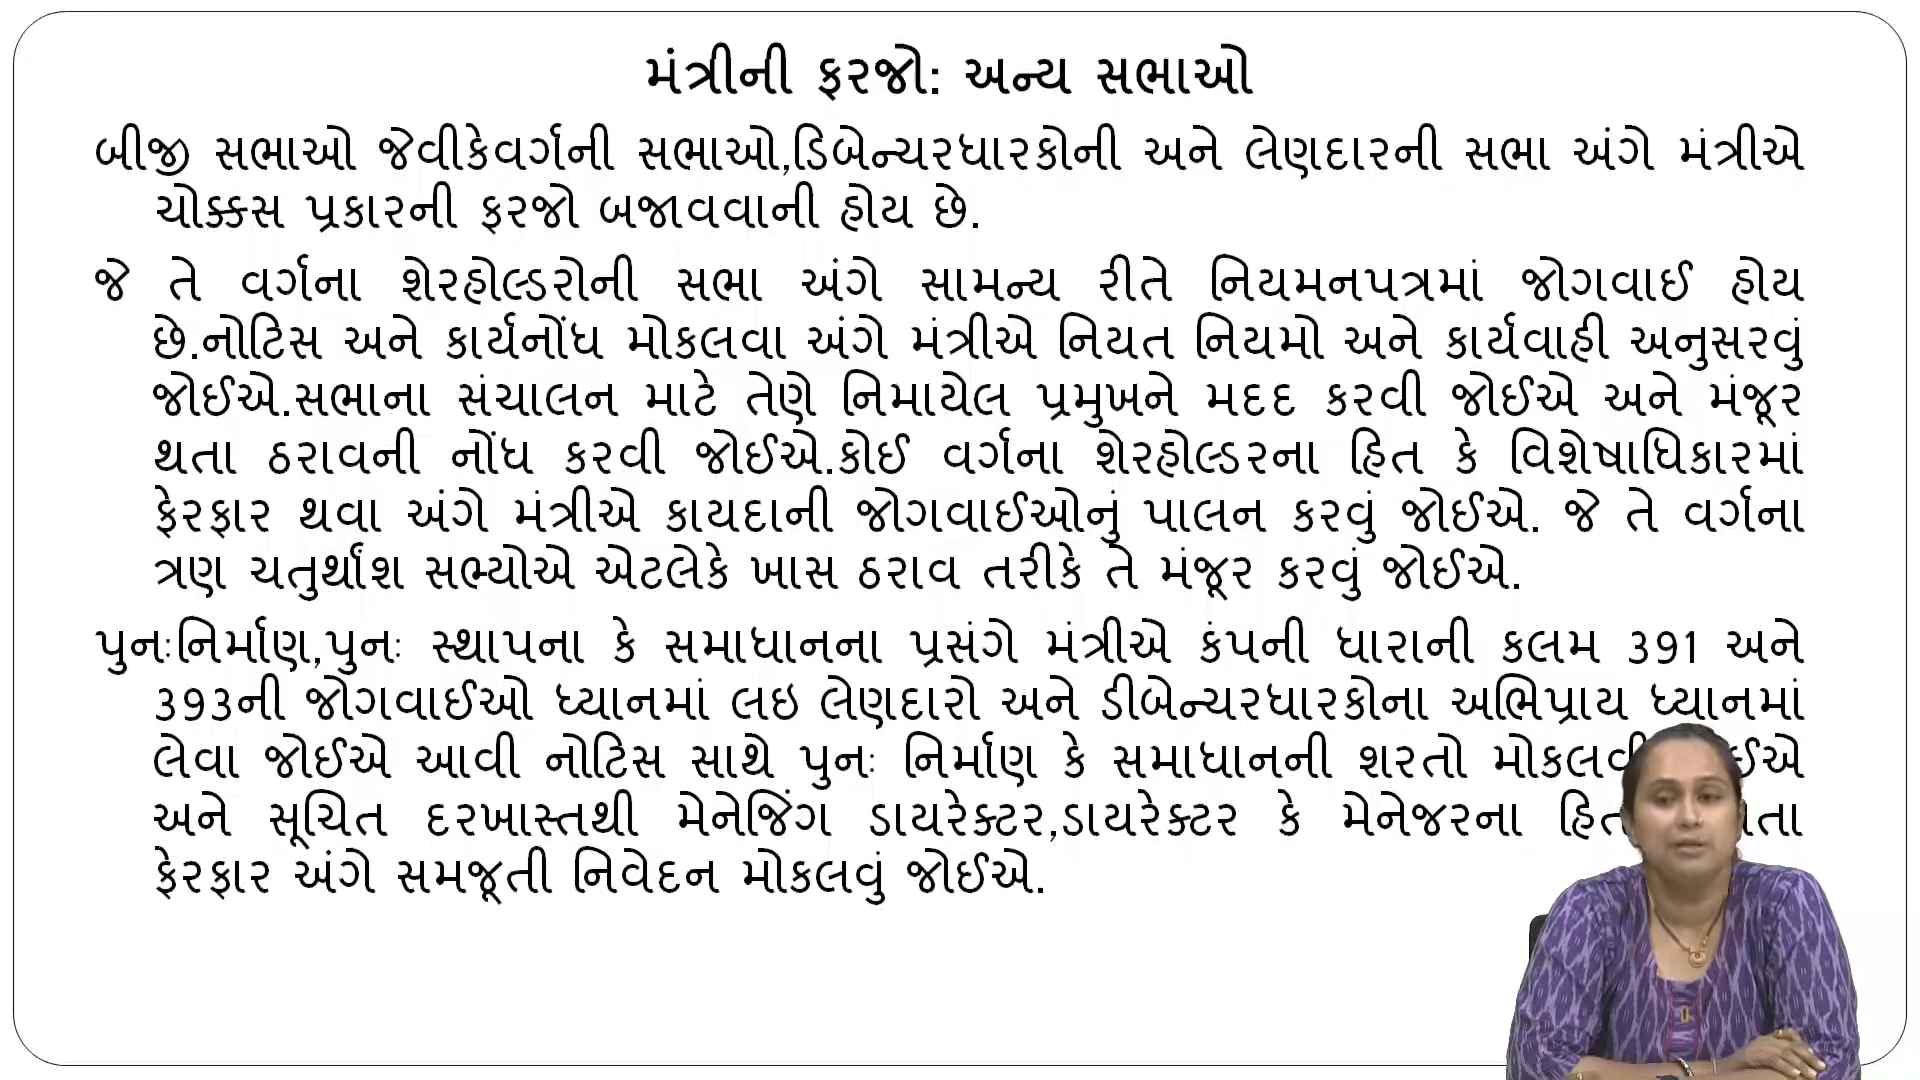 મંત્રીની ફરજો: અન્ય સભાઓ
બીજી સભાઓ જેવીકેવર્ગની સભાઓ,ડિબેન્ચરધારકોની અને લેણદારની સભા અંગે મંત્રીએ
ચોક્કસ પ્રકારની ફરજો બજાવવાની હોય છે.
જે તે વર્ગના શેરહોલ્ડરોની સભા અંગે સામન્ય રીતે નિયમનપત્રમાં જોગવાઈ હોય
છે.નોટિસ અને કાર્યનોંધ મોકલવા અંગે મંત્રીએ નિયત નિયમો અને કાર્યવાહી અનુસરવું
જોઈએ.સભાના સંચાલન માટે તેણે નિમાયેલ પ્રમુખને મદદ કરવી જોઈએ અને મંજૂર
થતા ઠરાવની નોંધ કરવી જોઈએ.કોઈ વર્ગના શેરહોલ્ડરના હિત કે વિશેષાધિકારમાં
ફેરફાર થવા અંગે મંત્રીએ કાયદાની જોગવાઈઓનું પાલન કરવું જોઈએ. જે તે વર્ગના
ત્રણ ચતુર્થાંશ સભ્યોએ એટલેકે ખાસ ઠરાવ તરીકે તે મંજૂર કરવું જોઈએ.
પુનઃનિર્માણ,પુનઃ સ્થાપના કે સમાધાનના પ્રસંગે મંત્રીએ કંપની ધારાની કલમ 391 અને
393ની જોગવાઈઓ ધ્યાનમાં લઇ લેણદારો અને ડીબેન્ચરધારકોના અભિપ્રાય ધ્યાનમાં
લેવા જોઈએ આવી નોટિસ સાથે પુનઃ નિર્માણ કે સમાધાનની શરતો
અને સૂચિત દરખાસ્તથી મેનેજિંગ ડાયરેક્ટર,ડાયરેક્ટર કે મેનેજરના
ફેરફાર અંગે સમજૂતી નિવેદન મોકલવું જોઈએ.